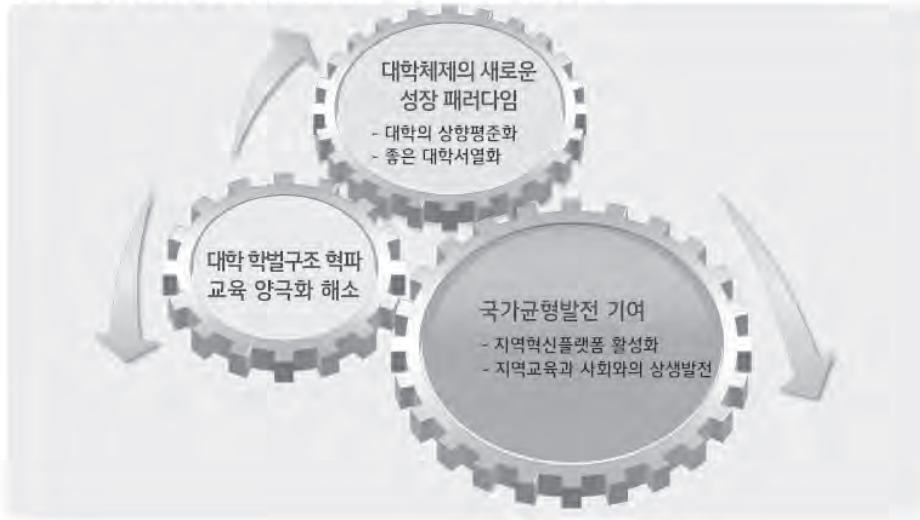 대학체제의 새로운
성장 패러다임
- 대학의 상향평준화
- 좋은 대학서열화
대학 학벌구조 혁파
교육 양극화 해소
국가균형발전 기여
- 지역혁신플랫폼 활성화
- 지역교육과 사회와의 상생발전